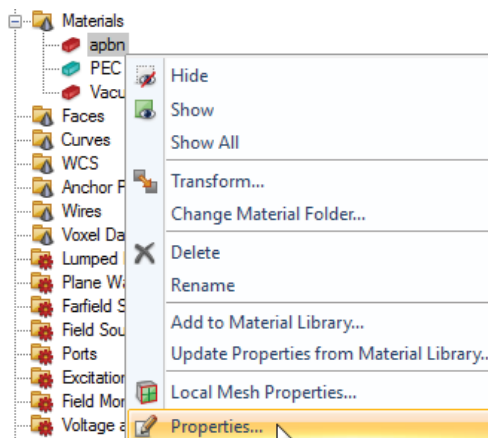 Materials
apbn
PEC
Vacu
Faces
Curves
WCS
Anchor
Wires
Voxel Da
Lumped
Plane
Farfield S
Field Sou
Ports
Excitation
Field Mor
Voltage a
Hide
Show
Show All
Transform...
Change Material Folder...
Delete
Rename
Add to Material Library...
Update Properties from Material Library...
Local Mesh Properties...
Properties...